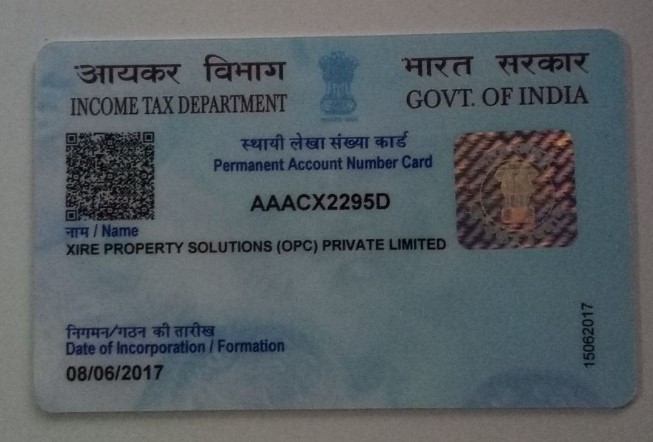 आयकर विभाग
INCOME TAX DEPARTMENT
भारत सरकार
GOVT. OF INDIA
स्थायी लेखा संख्या कार्ड
Permanent Account Number Card
AAACX2295D
नाम / Name
XIRE PROPERTY SOLUTIONS (OPC) PRIVATE LIMITED
निगमन/गठन की तारीख
Date of Incorporation / Formation
08/06/2017
15062017